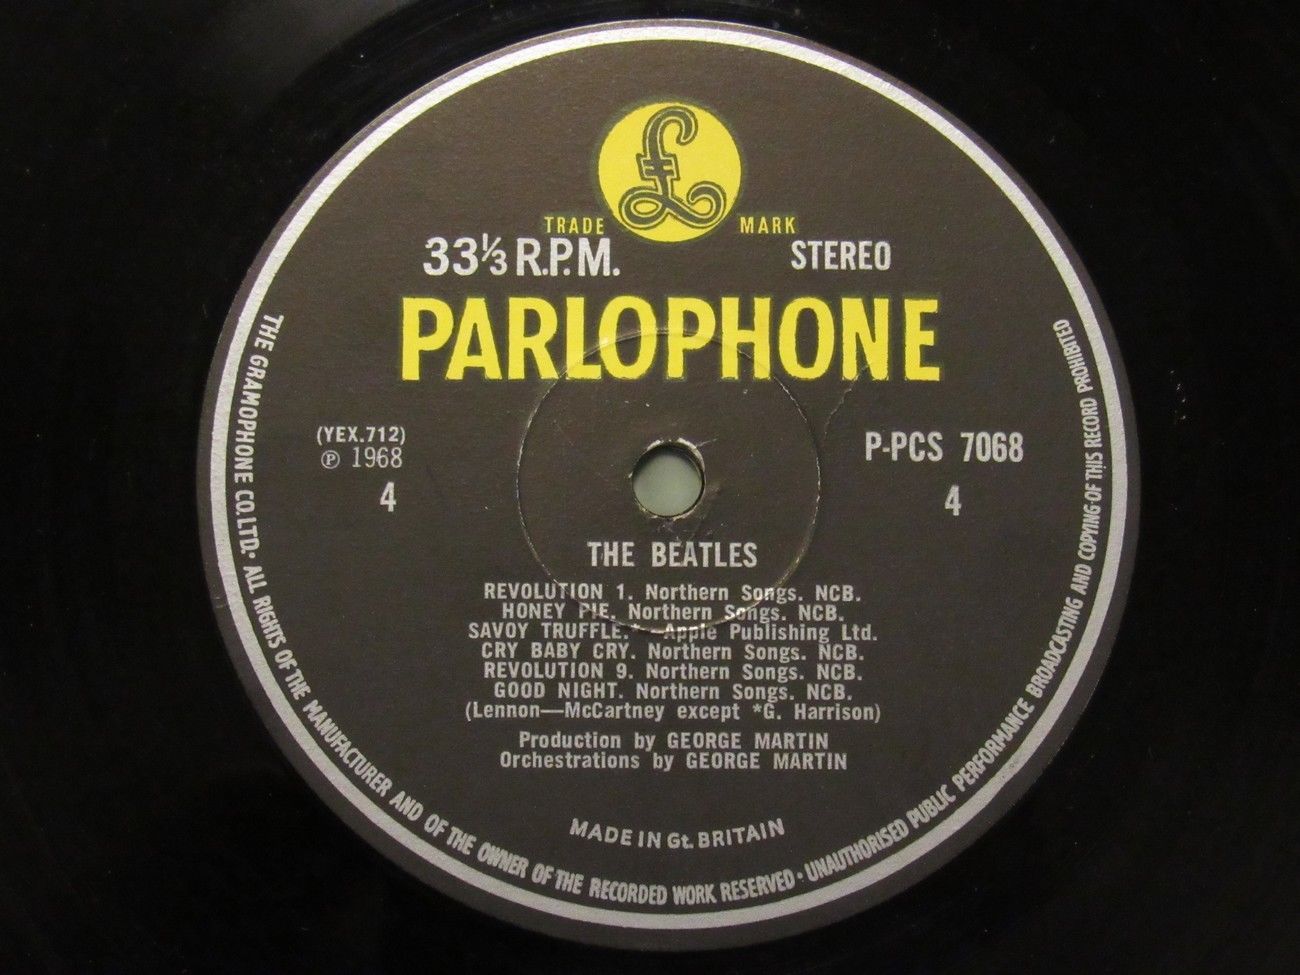 £
TRADE MARK
33⅓ R.P.M. STEREO
PARLOPHONE
(YEX.712)
℗ 1968
4
P-PCS 7068
4
THE BEATLES
REVOLUTION 1. Northern Songs. NCB.
HONEY PIE. Northern Songs. NCB.
SAVOY TRUFFLE.* Apple Publishing Ltd.
CRY BABY CRY. Northern Songs. NCB.
REVOLUTION 9. Northern Songs. NCB.
GOOD NIGHT. Northern Songs. NCB.
(Lennon—McCartney except *G. Harrison)
Production by GEORGE MARTIN
Orchestrations by GEORGE MARTIN
MADE IN Gt. BRITAIN
THE GRAMOPHONE CO. LTD. · ALL RIGHTS OF THE MANUFACTURER AND OF THE OWNER OF THE RECORDED WORK RESERVED · UNAUTHORISED PUBLIC PERFORMANCE BROADCASTING AND COPYING OF THIS RECORD PROHIBITED